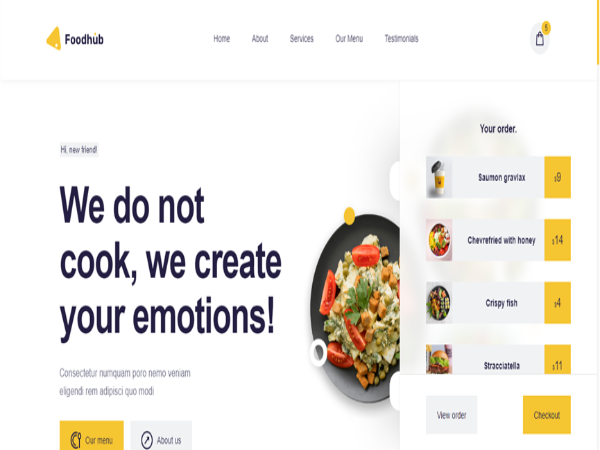 Foodhub
Home About Services Our Menu Testimonials
5
Hi, new friend!
We do not
cook, we create
your emotions!
Consectetur numquam poro nemo veniam
eligendi rem adipisci quo modi
Our menu
About us
Your order.
Saumon gravlax $9
Chevrefried with honey $14
Crispy fish $4
Stracciatella $11
View order
Checkout